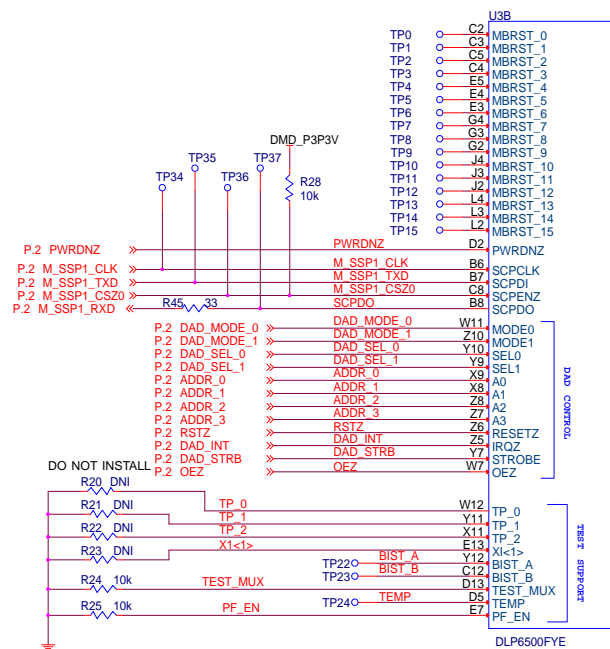 U3B
TP0 C2 MBRST_0
TP1 C3 MBRST_1
TP2 C5 MBRST_2
TP3 C4 MBRST_3
TP4 E5 MBRST_4
TP5 E4 MBRST_5
TP6 E3 MBRST_6
TP7 G4 MBRST_7
TP8 G3 MBRST_8
TP9 G2 MBRST_9
TP10 J4 MBRST_10
TP11 J3 MBRST_11
TP12 J2 MBRST_12
TP13 L4 MBRST_13
TP14 L3 MBRST_14
TP15 L2 MBRST_15
DMD_P3P3V
TP34 TP35 TP36 TP37
R28
10k
P.2 PWRDNZ PWRDNZ D2 PWRDNZ
P.2 M_SSP1_CLK M_SSP1_CLK B6 SCPCLK
P.2 M_SSP1_TXD M_SSP1_TXD B7 SCPDI
P.2 M_SSP1_CSZ0 M_SSP1_CSZ0 C8 SCPENZ
P.2 M_SSP1_RXD R45 33 SCPDO B8 SCPDO
P.2 DAD_MODE_0 DAD_MODE_0 W11 MODE0
P.2 DAD_MODE_1 DAD_MODE_1 Z10 MODE1
P.2 DAD_SEL_0 DAD_SEL_0 Y10 SEL0
P.2 DAD_SEL_1 DAD_SEL_1 Y9 SEL1
P.2 ADDR_0 ADDR_0 X9 A0
P.2 ADDR_1 ADDR_1 X8 A1
P.2 ADDR_2 ADDR_2 Z8 A2
P.2 ADDR_3 ADDR_3 Z7 A3
P.2 RSTZ RSTZ Z6 RESETZ
P.2 DAD_INT DAD_INT Z5 IRQZ
P.2 DAD_STRB DAD_STRB Y7 STROBE
P.2 OEZ OEZ W7 OEZ
DAD CONTROL
DO NOT INSTALL
R20 DNI TP_0 W12 TP_0
R21 DNI TP_1 Y11 TP_1
R22 DNI TP_2 X11 TP_2
R23 DNI X1<1> E13 XI<1>
TP22 BIST_A Y12 BIST_A
TP23 BIST_B C12 BIST_B
R24 10k TEST_MUX D13 TEST_MUX
TP24 TEMP D5 TEMP
R25 10k PF_EN E7 PF_EN
TEST SUPPORT
DLP6500FYE